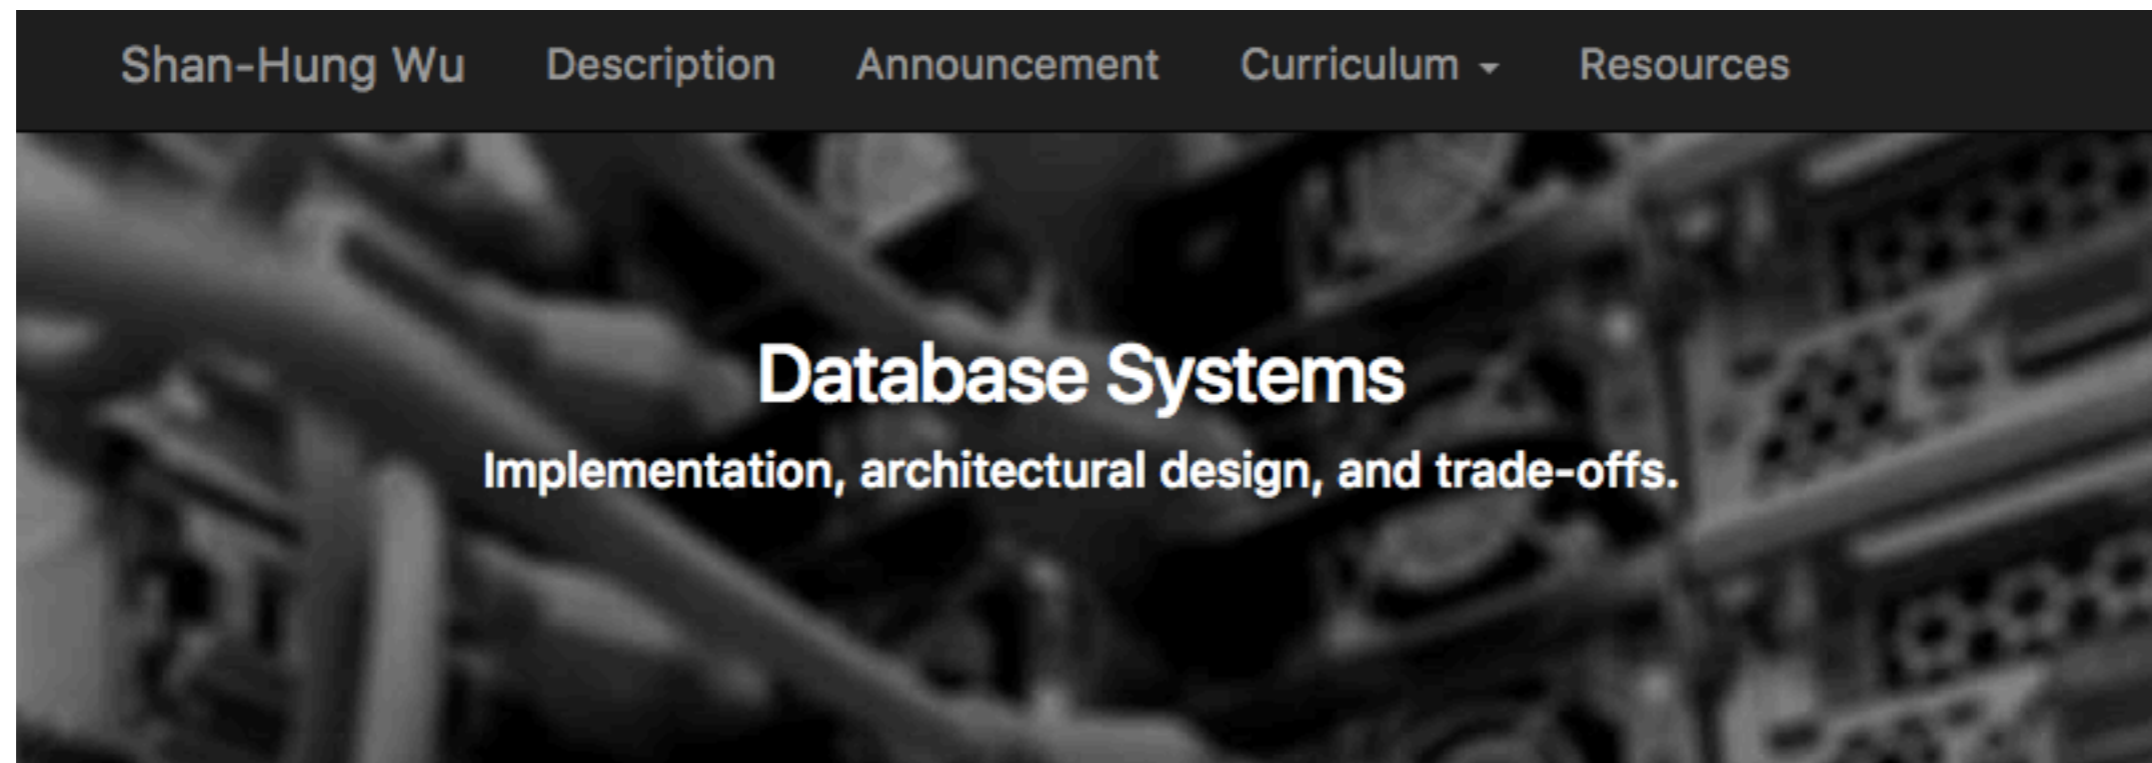 Shan-Hung Wu Description Announcement Curriculum Resources
Database Systems
Implementation, architectural design, and trade-offs.